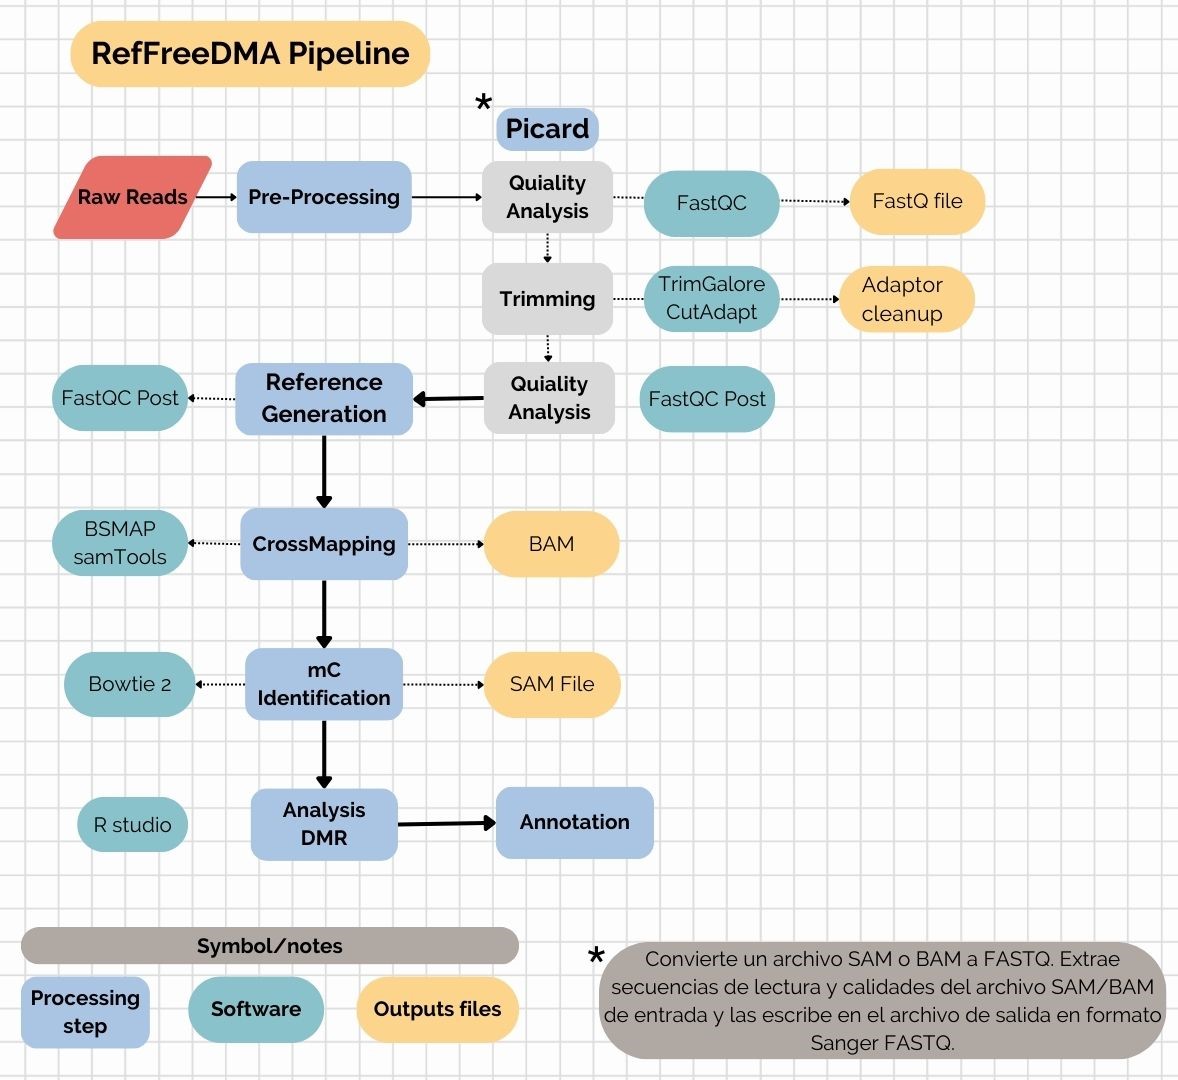 RefFreeDMA Pipeline
*
Picard
Raw Reads
Pre-Processing
Quiality
Analysis
FastQC
FastQ file
Trimming
TrimGalore
CutAdapt
Adaptor
cleanup
FastQC Post
Reference
Generation
Quiality
Analysis
FastQC Post
BSMAP
samTools
CrossMapping
BAM
Bowtie 2
mC
Identification
SAM File
R studio
Analysis
DMR
Annotation
Symbol/notes
Processing
step
Software
Outputs files
*
Convierte un archivo SAM o BAM a FASTQ. Extrae
secuencias de lectura y calidades del archivo SAM/BAM
de entrada y las escribe en el archivo de salida en formato
Sanger FASTQ.